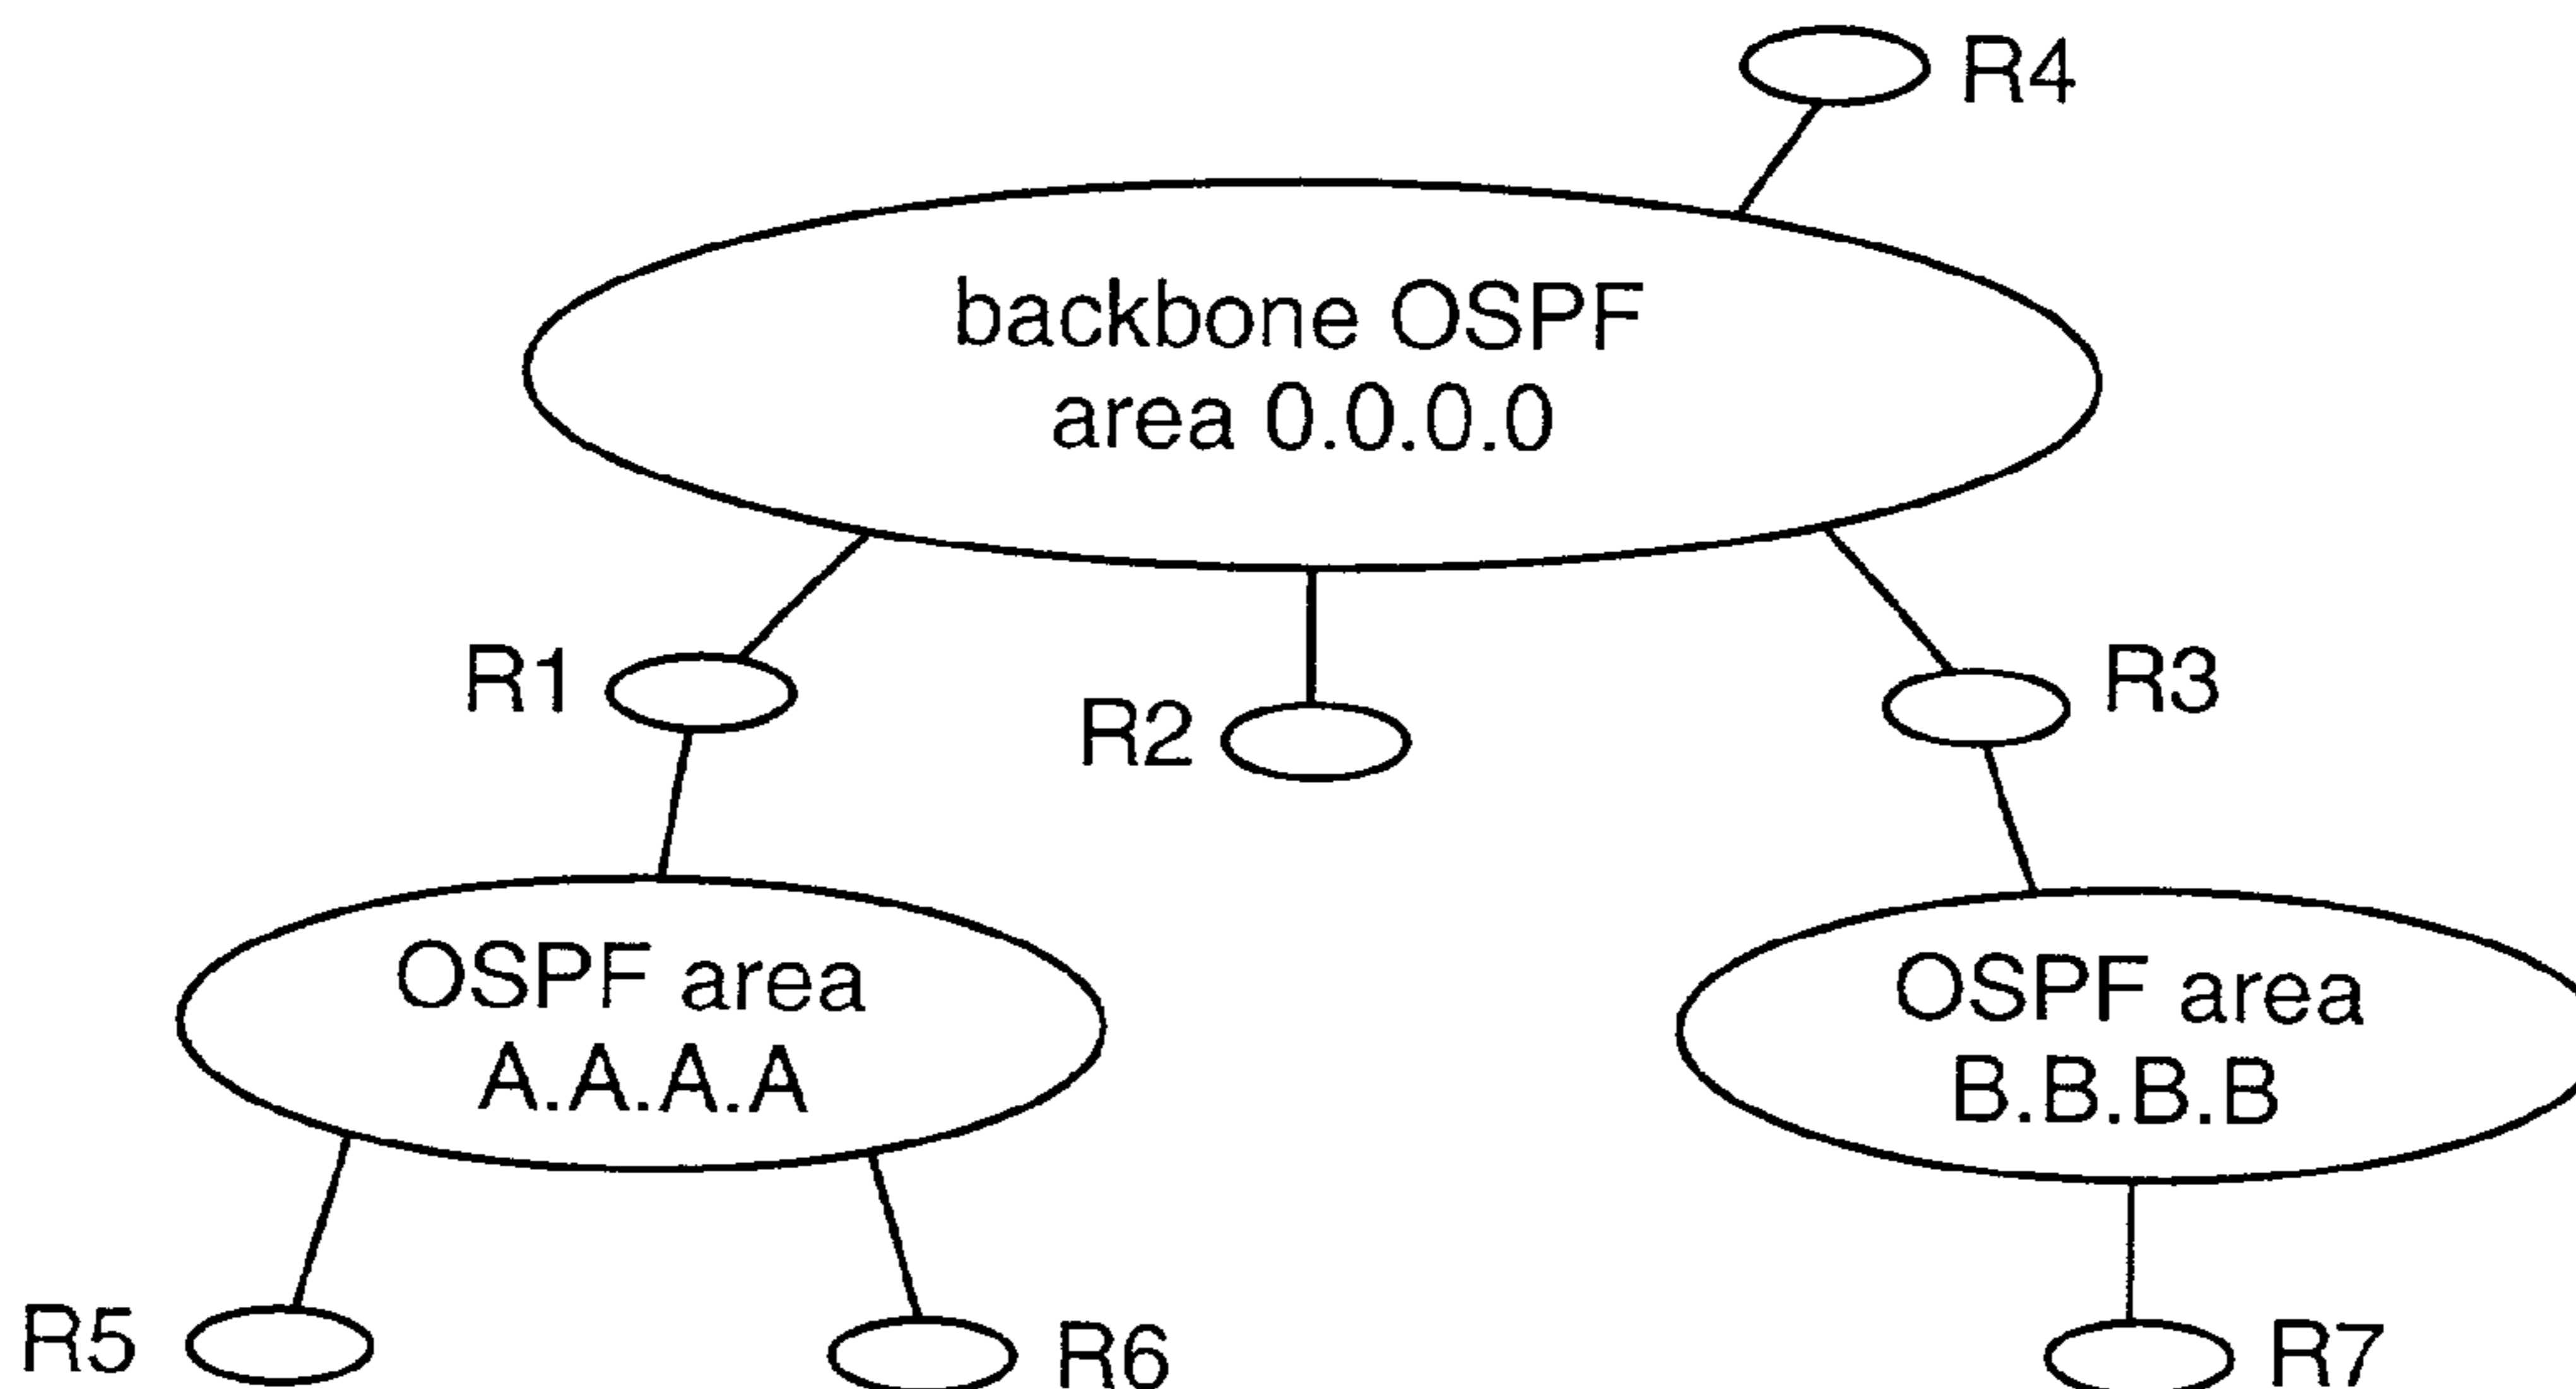 R4
backbone OSPF
area 0.0.0.0
R1
R2
R3
OSPF area
A.A.A.A
OSPF area
B.B.B.B
R5
R6
R7